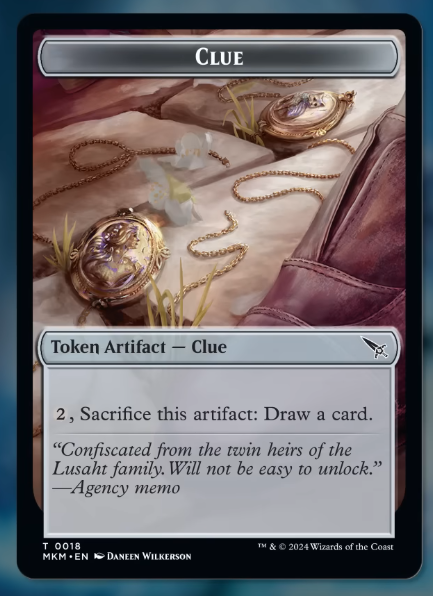 CLUE
Token Artifact — Clue
2, Sacrifice this artifact: Draw a card.
“Confiscated from the twin heirs of the
Lusaht family. Will not be easy to unlock.”
—Agency memo
T 0018
MKM • EN DANEEN WILKERSON
™ & © 2024 Wizards of the Coast